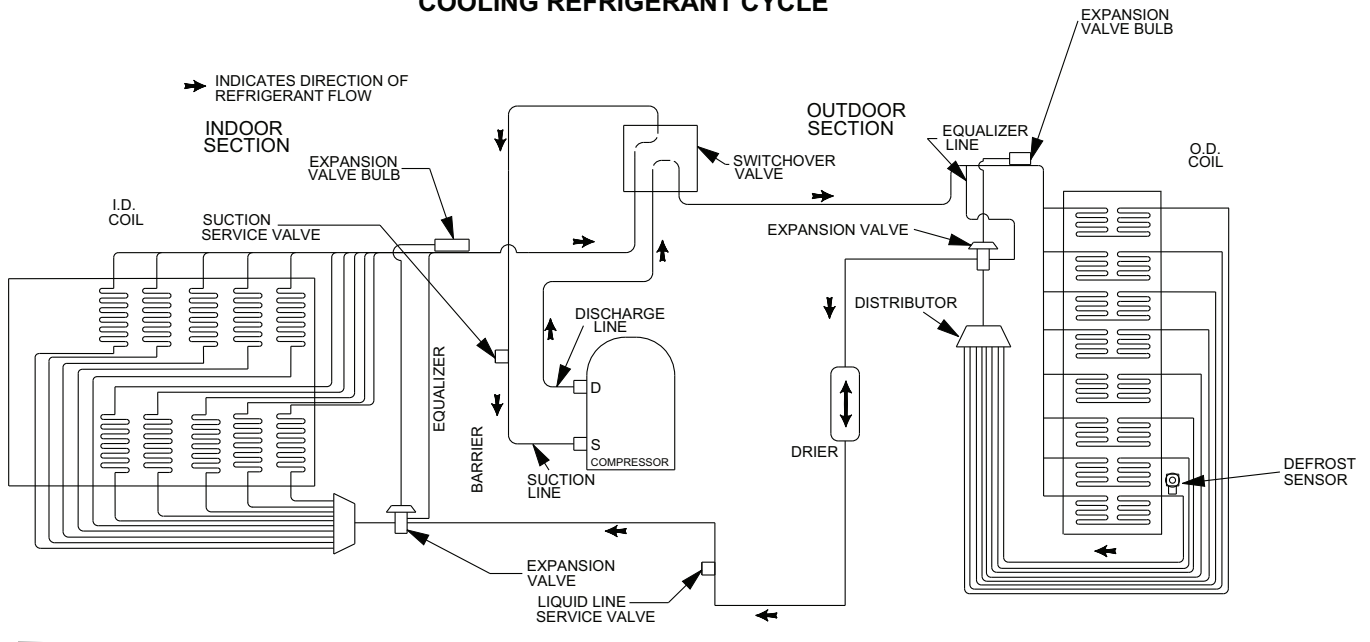 COOLING REFRIGERANT CYCLE
EXPANSION
VALVE BULB
INDICATES DIRECTION OF
REFRIGERANT FLOW
INDOOR
SECTION
OUTDOOR
SECTION
EQUALIZER
LINE
O.D.
COIL
EXPANSION
VALVE BULB
SWITCHOVER
VALVE
I.D.
COIL
SUCTION
SERVICE VALVE
EXPANSION VALVE
DISTRIBUTOR
DISCHARGE
LINE
EQUALIZER
BARRIER
D
S
COMPRESSOR
SUCTION
LINE
DRIER
DEFROST
SENSOR
EXPANSION
VALVE
LIQUID LINE
SERVICE VALVE